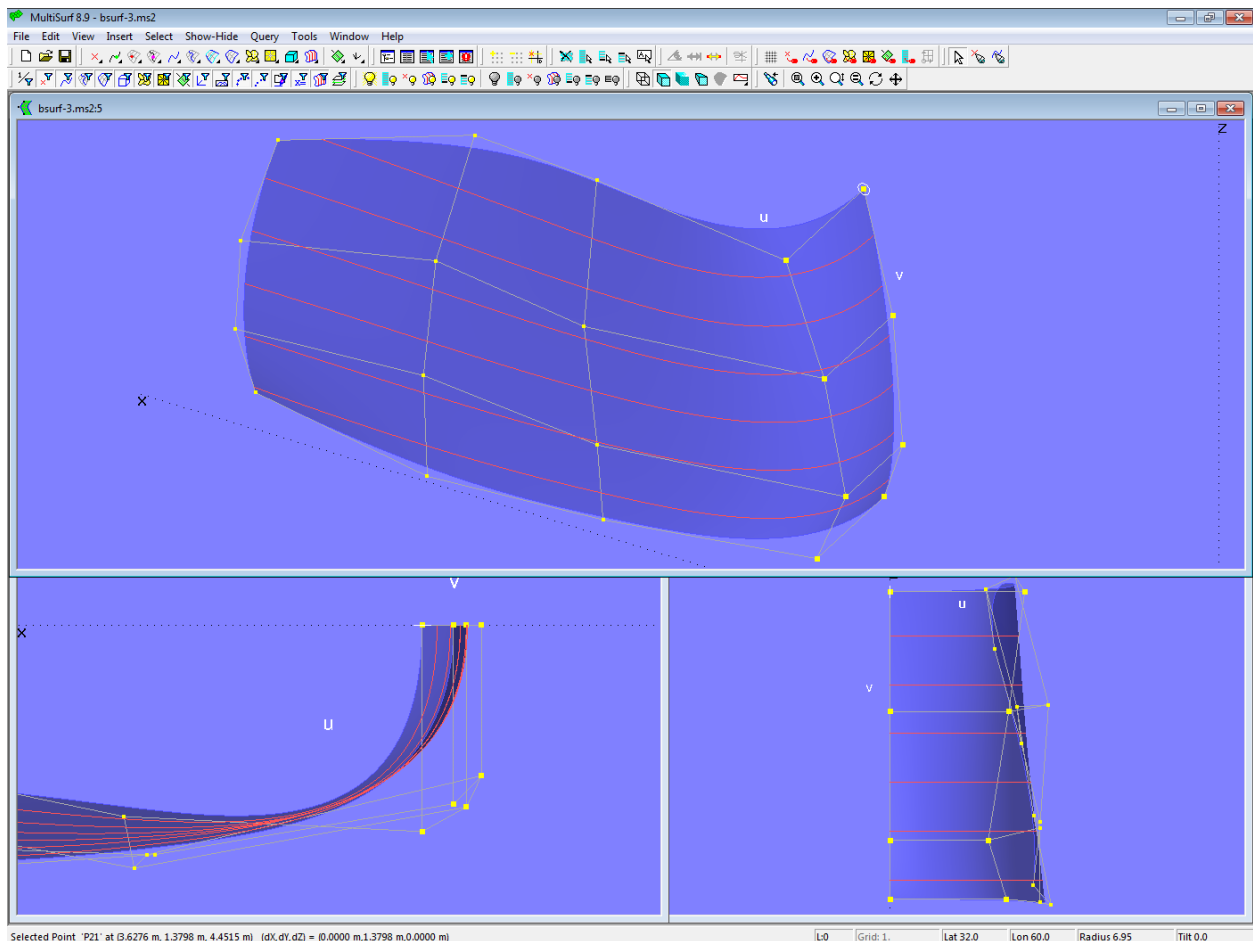 MultiSurf 8.9 - bsurf-3.ms2
File Edit View Insert Select Show-Hide Query Tools Window Help
bsurf-3.ms2:5
Z
u
v
X
v
X
u
u
v
Selected Point 'P21' at (3.6276 m, 1.3798 m, 4.4515 m) (dX,dY,dZ) = (0.0000 m,1.3798 m,0.0000 m)
L:0 Grid: 1. Lat 32.0 Lon 60.0 Radius 6.95 Tilt 0.0